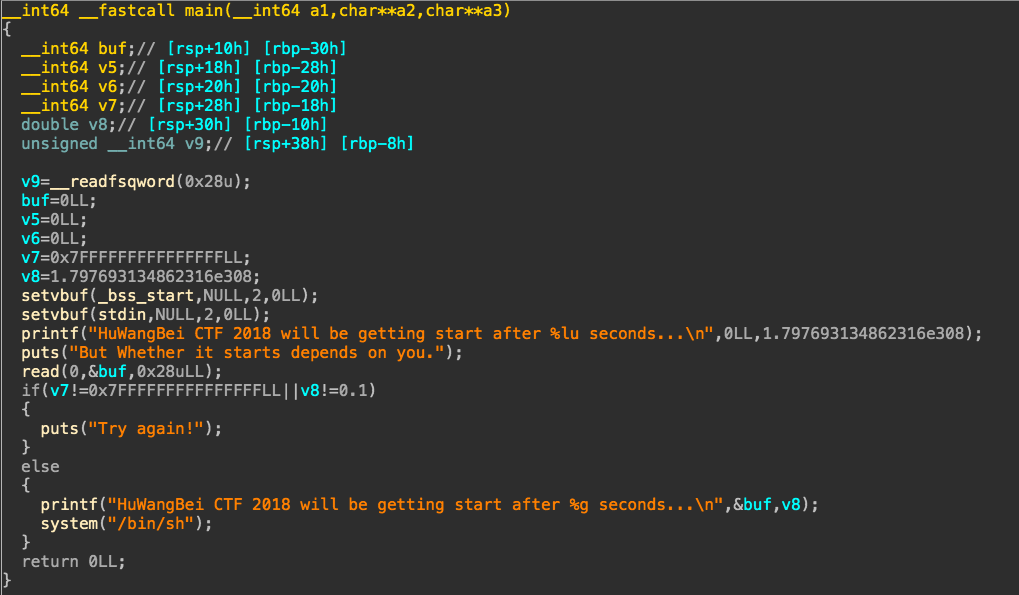 __int64 __fastcall main(__int64 a1,char**a2,char**a3)
{
  __int64 buf;// [rsp+10h] [rbp-30h]
  __int64 v5;// [rsp+18h] [rbp-28h]
  __int64 v6;// [rsp+20h] [rbp-20h]
  __int64 v7;// [rsp+28h] [rbp-18h]
  double v8;// [rsp+30h] [rbp-10h]
  unsigned __int64 v9;// [rsp+38h] [rbp-8h]

  v9=__readfsqword(0x28u);
  buf=0LL;
  v5=0LL;
  v6=0LL;
  v7=0x7FFFFFFFFFFFFFFFLL;
  v8=1.797693134862316e308;
  setvbuf(_bss_start,NULL,2,0LL);
  setvbuf(stdin,NULL,2,0LL);
  printf("HuWangBei CTF 2018 will be getting start after %lu seconds...\n",0LL,1.797693134862316e308);
  puts("But Whether it starts depends on you.");
  read(0,&buf,0x28uLL);
  if(v7!=0x7FFFFFFFFFFFFFFFLL||v8!=0.1)
  {
    puts("Try again!");
  }
  else
  {
    printf("HuWangBei CTF 2018 will be getting start after %g seconds...\n",&buf,v8);
    system("/bin/sh");
  }
  return 0LL;
}